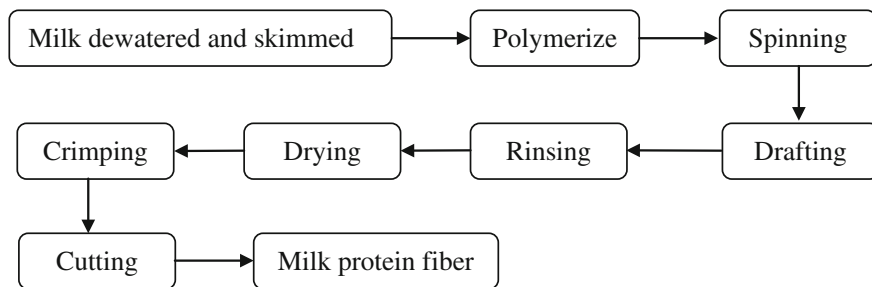 Milk dewatered and skimmed
Polymerize
Spinning
Drafting
Rinsing
Drying
Crimping
Cutting
Milk protein fiber